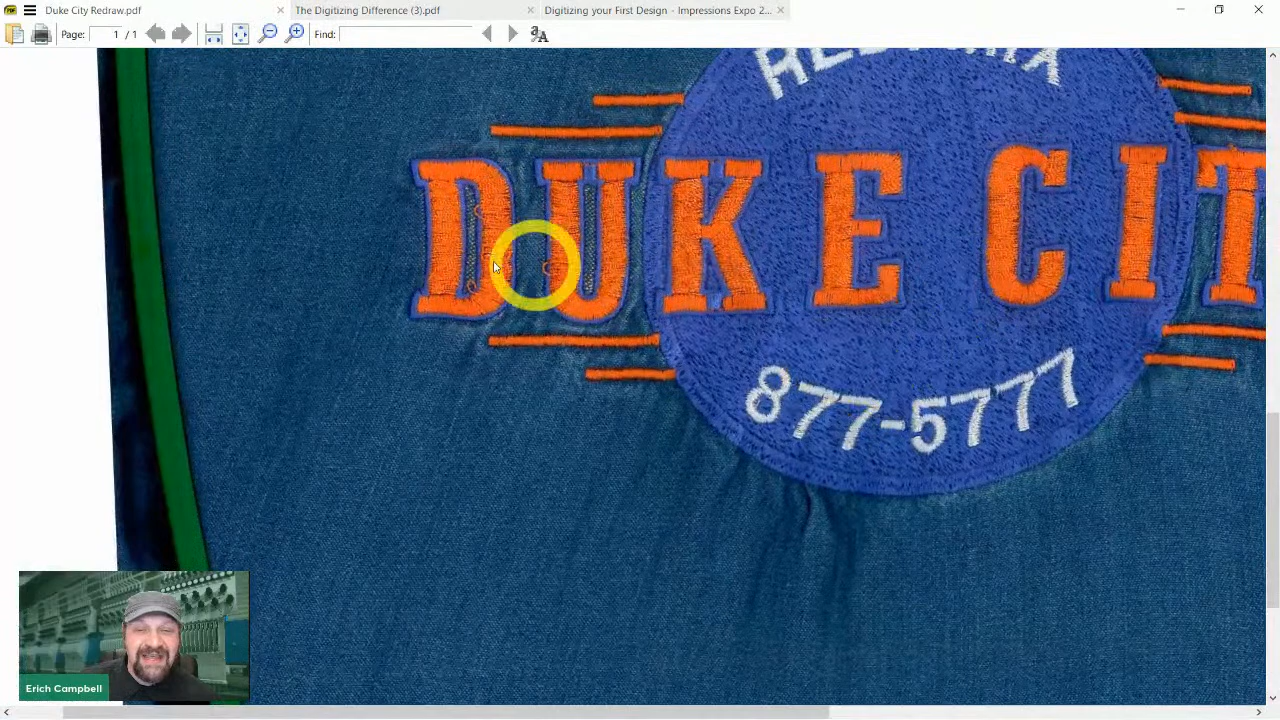 Duke City Redraw.pdf
The Digitizing Difference (3).pdf
Digitizing your First Design - Impressions Expo 2...
Page: 1 / 1
Find:
DUKE CIT
877-5777
Erich Campbell